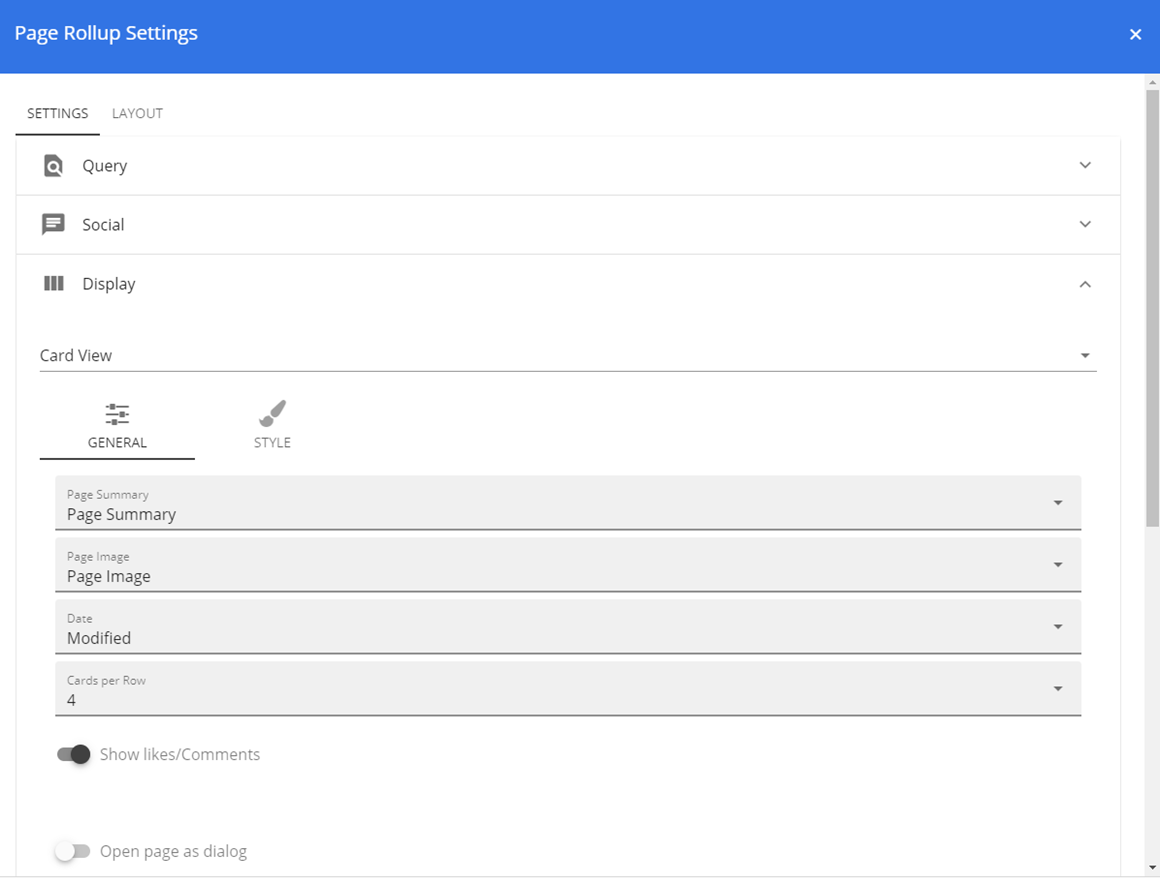 Page Rollup Settings
SETTINGS LAYOUT
Query
Social
Display
Card View
GENERAL STYLE
Page Summary
Page Summary
Page Image
Page Image
Date
Modified
Cards per Row
4
Show likes/Comments
Open page as dialog